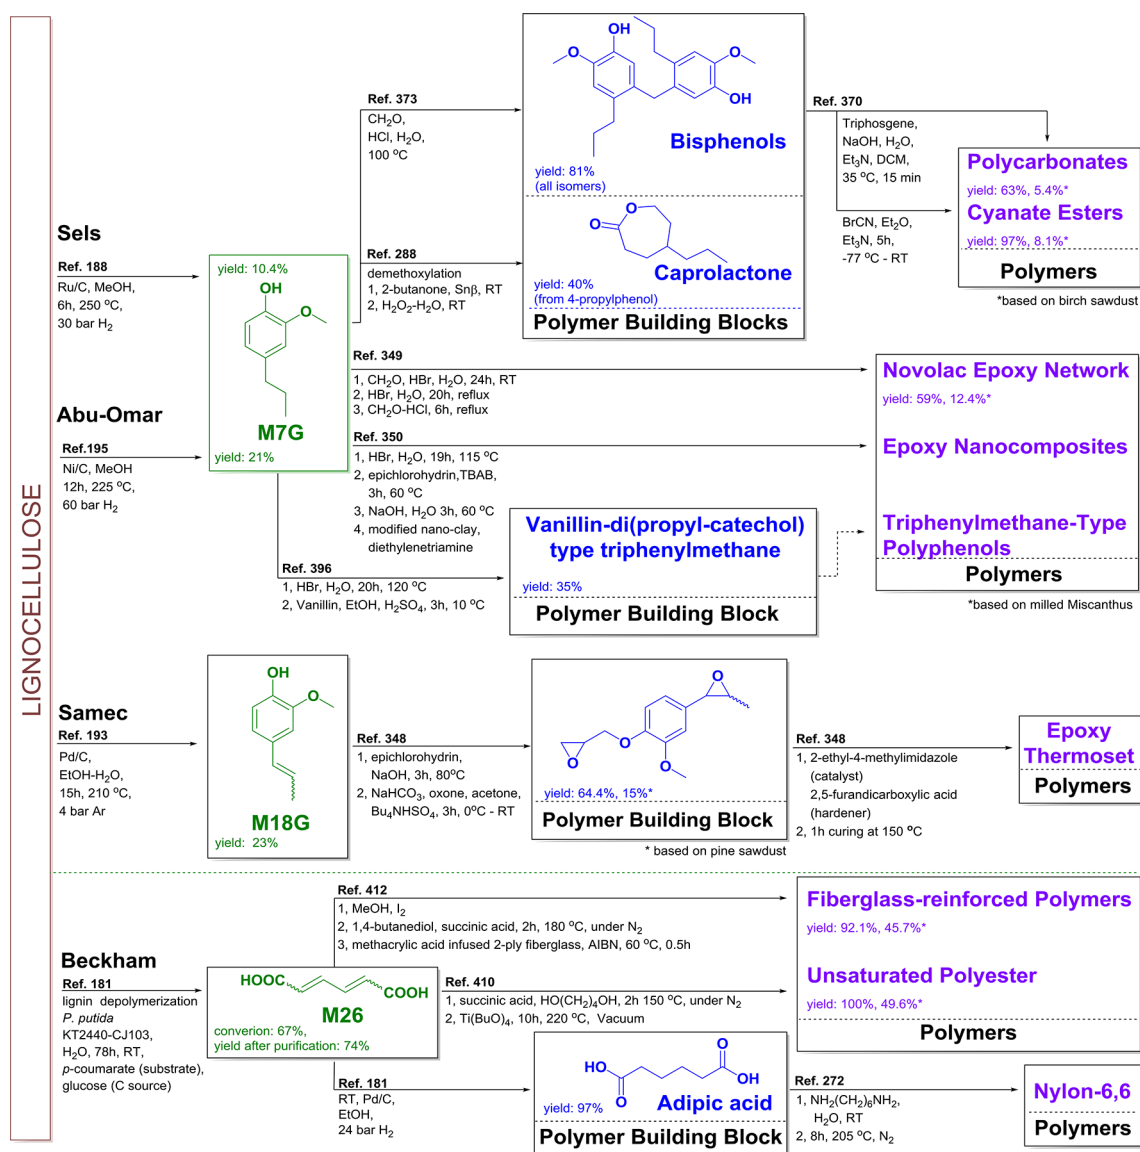 LIGNOCELLULOSE
Sels
Ref. 188
Ru/C, MeOH,
6h, 250 °C,
30 bar H2
Abu-Omar
Ref.195
Ni/C, MeOH
12h, 225 °C,
60 bar H2
yield: 10.4%
OH
O
M7G
yield: 21%
Ref. 373
CH2O,
HCl, H2O,
100 °C
Ref. 288
demethoxylation
1, 2-butanone, Snβ, RT
2, H2O2-H2O, RT
OH
O
O
OH
Bisphenols
yield: 81%
(all isomers)
O
O
Caprolactone
yield: 40%
(from 4-propylphenol)
Polymer Building Blocks
Ref. 370
Triphosgene,
NaOH, H2O,
Et3N, DCM,
35 °C, 15 min
BrCN, Et2O,
Et3N, 5h,
-77 °C - RT
Polycarbonates
yield: 63%, 5.4%*
Cyanate Esters
yield: 97%, 8.1%*
Polymers
*based on birch sawdust
Ref. 349
1, CH2O, HBr, H2O, 24h, RT
2, HBr, H2O, 20h, reflux
3, CH2O-HCl, 6h, reflux
Ref. 350
1, HBr, H2O, 19h, 115 °C
2, epichlorohydrin,TBAB,
3h, 60 °C
3, NaOH, H2O 3h, 60 °C
4, modified nano-clay,
diethylenetriamine
Ref. 396
1, HBr, H2O, 20h, 120 °C
2, Vanillin, EtOH, H2SO4, 3h, 10 °C
Vanillin-di(propyl-catechol)
type triphenylmethane
yield: 35%
Polymer Building Block
Novolac Epoxy Network
yield: 59%, 12.4%*
Epoxy Nanocomposites
Triphenylmethane-Type
Polyphenols
Polymers
*based on milled Miscanthus
Samec
Ref. 193
Pd/C,
EtOH-H2O,
15h, 210 °C,
4 bar Ar
OH
O
M18G
yield: 23%
Ref. 348
1, epichlorohydrin,
NaOH, 3h, 80ºC
2, NaHCO3, oxone, acetone,
Bu4NHSO4, 3h, 0ºC - RT
O
O
O
O
yield: 64.4%, 15%*
Polymer Building Block
* based on pine sawdust
Ref. 348
1, 2-ethyl-4-methylimidazole
(catalyst)
2,5-furandicarboxylic acid
(hardener)
2, 1h curing at 150 °C
Epoxy
Thermoset
Polymers
Beckham
Ref. 181
lignin depolymerization
P. putida
KT2440-CJ103,
H2O, 78h, RT,
p-coumarate (substrate),
glucose (C source)
HOOC
COOH
M26
converion: 67%,
yield after purification: 74%
Ref. 412
1, MeOH, I2
2, 1,4-butanediol, succinic acid, 2h, 180 °C, under N2
3, methacrylic acid infused 2-ply fiberglass, AIBN, 60 °C, 0.5h
Ref. 410
1, succinic acid, HO(CH2)4OH, 2h 150 °C, under N2
2, Ti(BuO)4, 10h, 220 °C, Vacuum
Fiberglass-reinforced Polymers
yield: 92.1%, 45.7%*
Unsaturated Polyester
yield: 100%, 49.6%*
Polymers
Ref. 181
RT, Pd/C,
EtOH,
24 bar H2
O
HO
OH
O
yield: 97%
Adipic acid
Polymer Building Block
Ref. 272
1, NH2(CH2)6NH2,
H2O, RT
2, 8h, 205 °C, N2
Nylon-6,6
Polymers